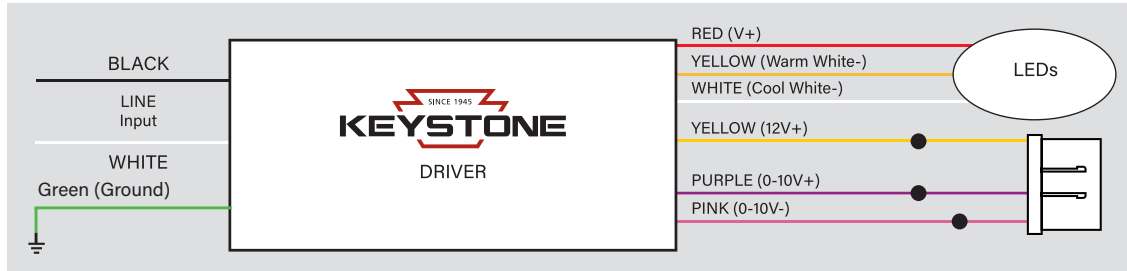 BLACK
LINE
Input
WHITE
Green (Ground)
SINCE 1945
KEYSTONE
DRIVER
RED (V+)
YELLOW (Warm White-)
WHITE (Cool White-)
YELLOW (12V+)
PURPLE (0-10V+)
PINK (0-10V-)
LEDs